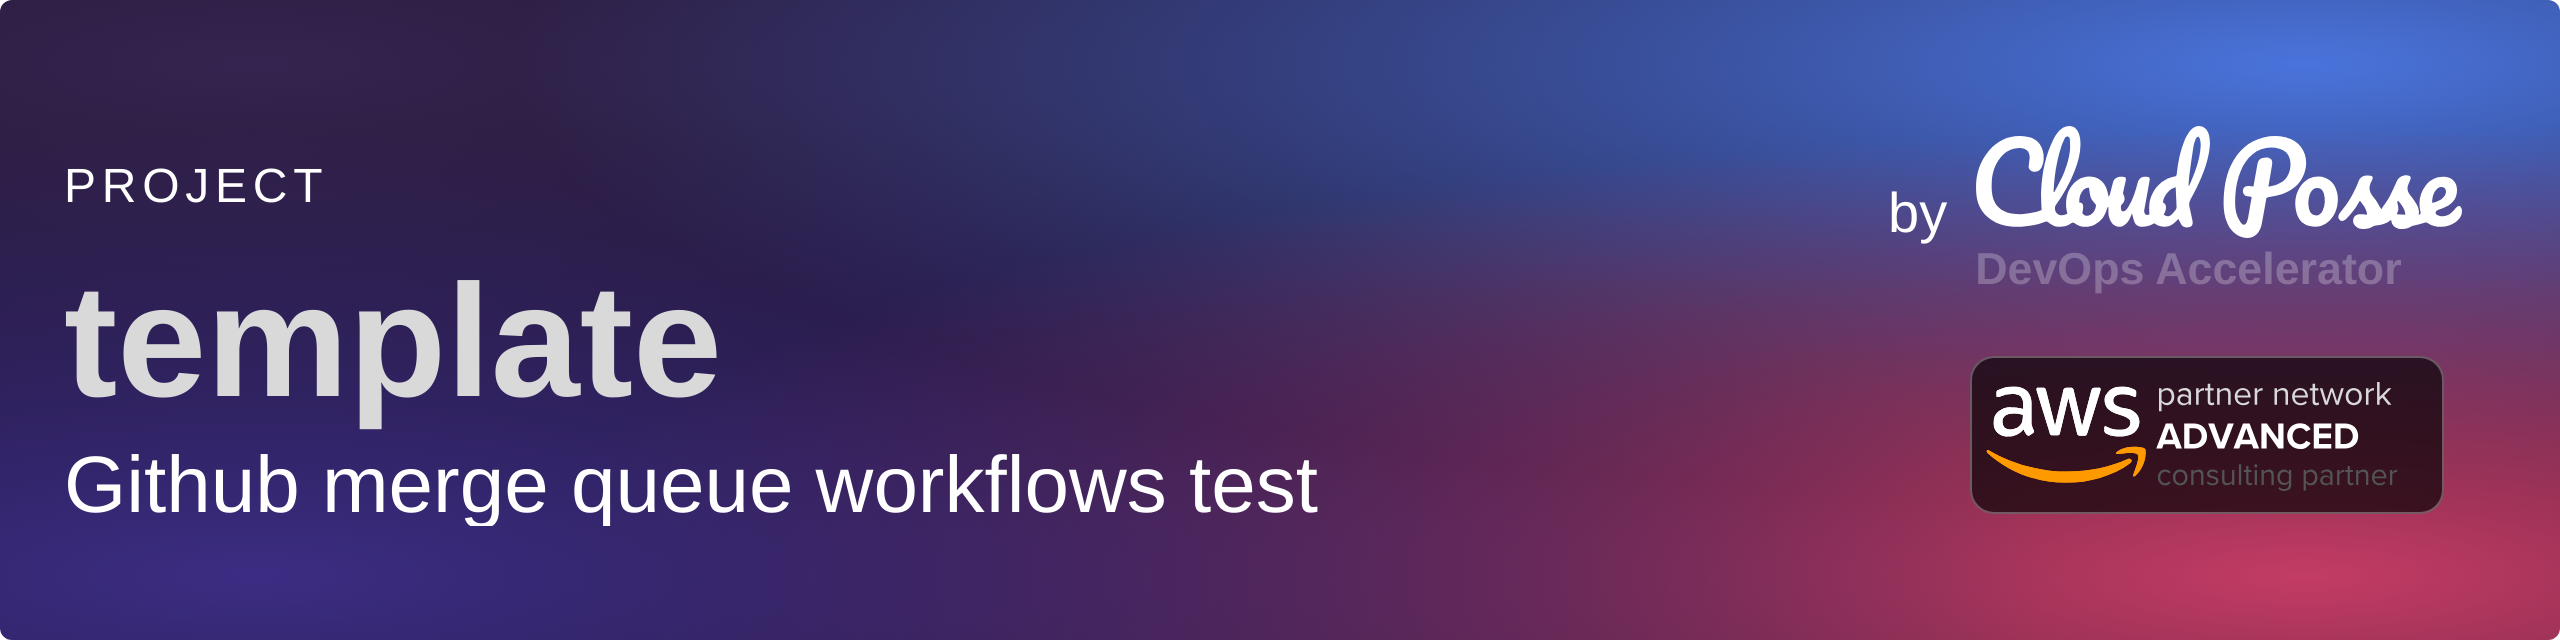 PROJECT
template
Github merge queue workflows test
by Cloud Posse
DevOps Accelerator
aws partner network
ADVANCED
consulting partner